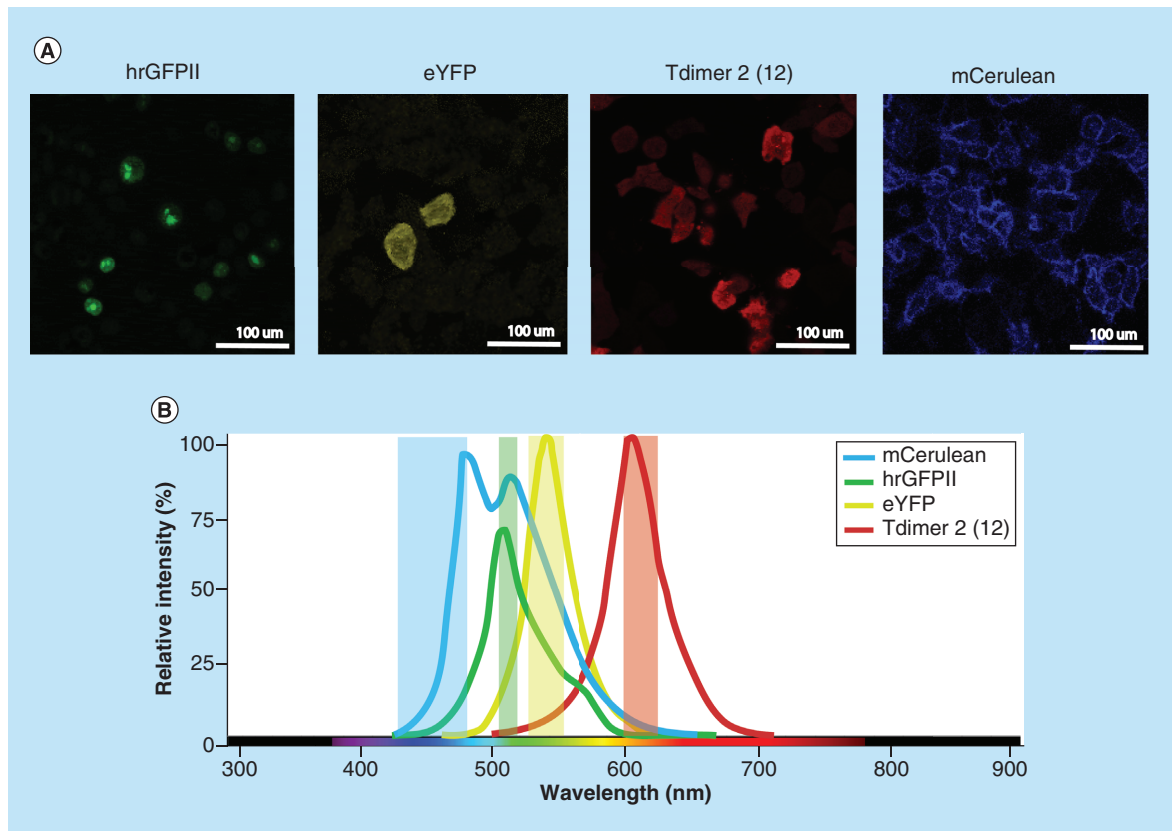 A
hrGFPII
eYFP
Tdimer 2 (12)
mCerulean
100 um
100 um
100 um
100 um
B
Relative intensity (%)
100
75
50
25
0
mCerulean
hrGFPII
eYFP
Tdimer 2 (12)
300 400 500 600 700 800 900
Wavelength (nm)